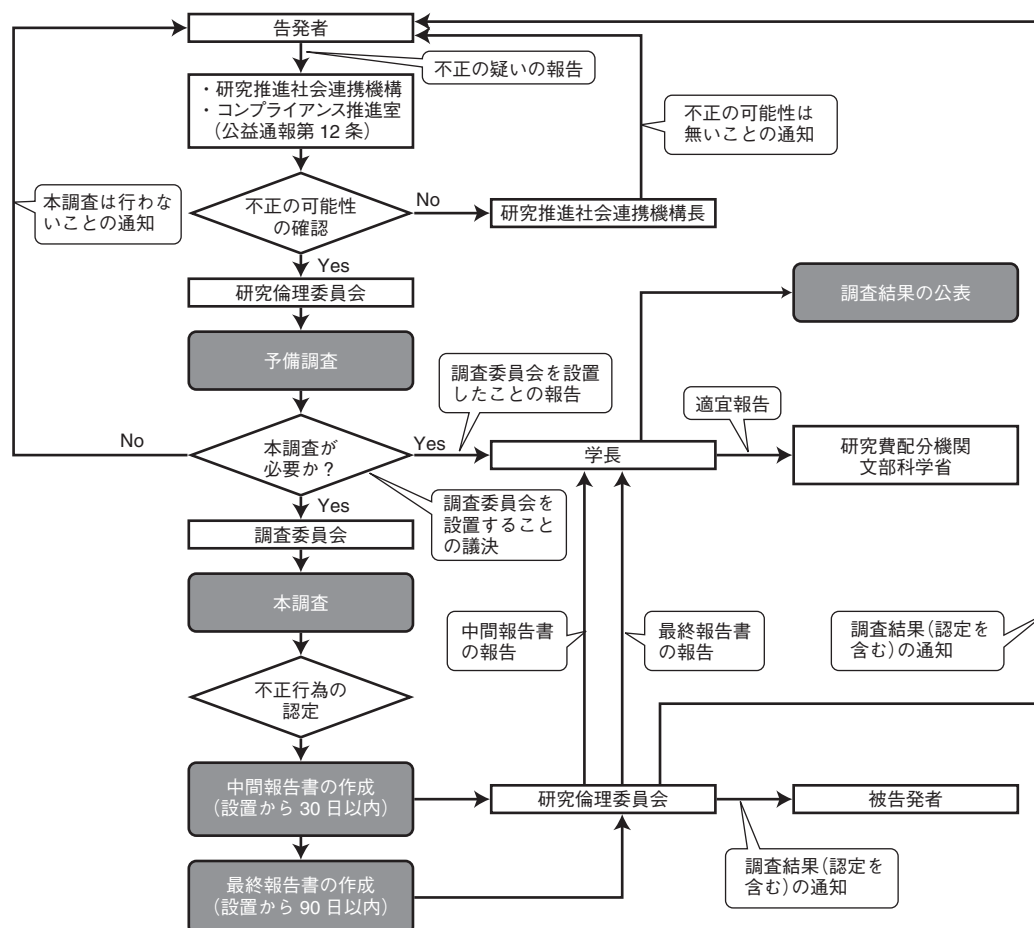 告発者
不正の疑いの報告
・研究推進社会連携機構
・コンプライアンス推進室
(公益通報第 12 条)
不正の可能性は
無いことの通知
本調査は行わな
いことの通知
不正の可能性
の確認
No
研究推進社会連携機構長
Yes
研究倫理委員会
調査結果の公表
予備調査
調査委員会を設置
したことの報告
適宜報告
No
本調査が
必要か?
Yes
学長
研究費配分機関
文部科学省
Yes
調査委員会を
設置すること
の議決
調査委員会
本調査
中間報告書
の報告
最終報告書
の報告
調査結果(認定を
含む)の通知
不正行為の
認定
中間報告書の作成
(設置から 30 日以内)
研究倫理委員会
被告発者
調査結果(認定を
含む)の通知
最終報告書の作成
(設置から 90 日以内)